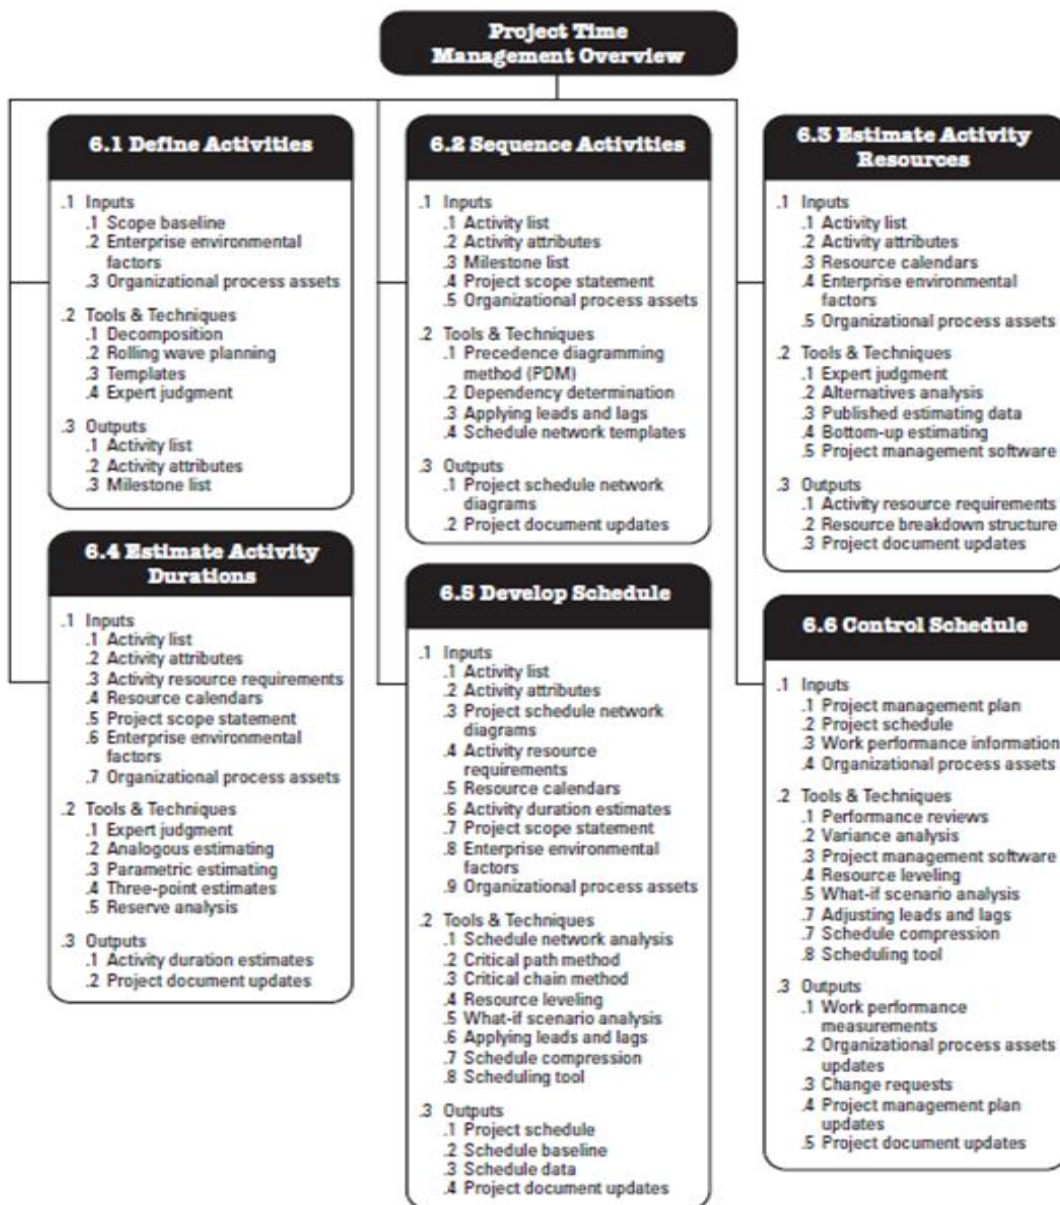 Project Time
Management Overview
6.1 Define Activities
.1 Inputs
.1 Scope baseline
.2 Enterprise environmental
factors
.3 Organizational process assets
.2 Tools & Techniques
.1 Decomposition
.2 Rolling wave planning
.3 Templates
.4 Expert judgment
.3 Outputs
.1 Activity list
.2 Activity attributes
.3 Milestone list
6.2 Sequence Activities
.1 Inputs
.1 Activity list
.2 Activity attributes
.3 Milestone list
.4 Project scope statement
.5 Organizational process assets
.2 Tools & Techniques
.1 Precedence diagramming
method (PDM)
.2 Dependency determination
.3 Applying leads and lags
.4 Schedule network templates
.3 Outputs
.1 Project schedule network
diagrams
.2 Project document updates
6.3 Estimate Activity
Resources
.1 Inputs
.1 Activity list
.2 Activity attributes
.3 Resource calendars
.4 Enterprise environmental
factors
.5 Organizational process assets
.2 Tools & Techniques
.1 Expert judgment
.2 Alternatives analysis
.3 Published estimating data
.4 Bottom-up estimating
.5 Project management software
.3 Outputs
.1 Activity resource requirements
.2 Resource breakdown structure
.3 Project document updates
6.4 Estimate Activity
Durations
.1 Inputs
.1 Activity list
.2 Activity attributes
.3 Activity resource requirements
.4 Resource calendars
.5 Project scope statement
.6 Enterprise environmental
factors
.7 Organizational process assets
.2 Tools & Techniques
.1 Expert judgment
.2 Analogous estimating
.3 Parametric estimating
.4 Three-point estimates
.5 Reserve analysis
.3 Outputs
.1 Activity duration estimates
.2 Project document updates
6.5 Develop Schedule
.1 Inputs
.1 Activity list
.2 Activity attributes
.3 Project schedule network
diagrams
.4 Activity resource
requirements
.5 Resource calendars
.6 Activity duration estimates
.7 Project scope statement
.8 Enterprise environmental
factors
.9 Organizational process assets
.2 Tools & Techniques
.1 Schedule network analysis
.2 Critical path method
.3 Critical chain method
.4 Resource leveling
.5 What-if scenario analysis
.6 Applying leads and lags
.7 Schedule compression
.8 Scheduling tool
.3 Outputs
.1 Project schedule
.2 Schedule baseline
.3 Schedule data
.4 Project document updates
6.6 Control Schedule
.1 Inputs
.1 Project management plan
.2 Project schedule
.3 Work performance information
.4 Organizational process assets
.2 Tools & Techniques
.1 Performance reviews
.2 Variance analysis
.3 Project management software
.4 Resource leveling
.5 What-if scenario analysis
.7 Adjusting leads and lags
.7 Schedule compression
.8 Scheduling tool
.3 Outputs
.1 Work performance
measurements
.2 Organizational process assets
updates
.3 Change requests
.4 Project management plan
updates
.5 Project document updates